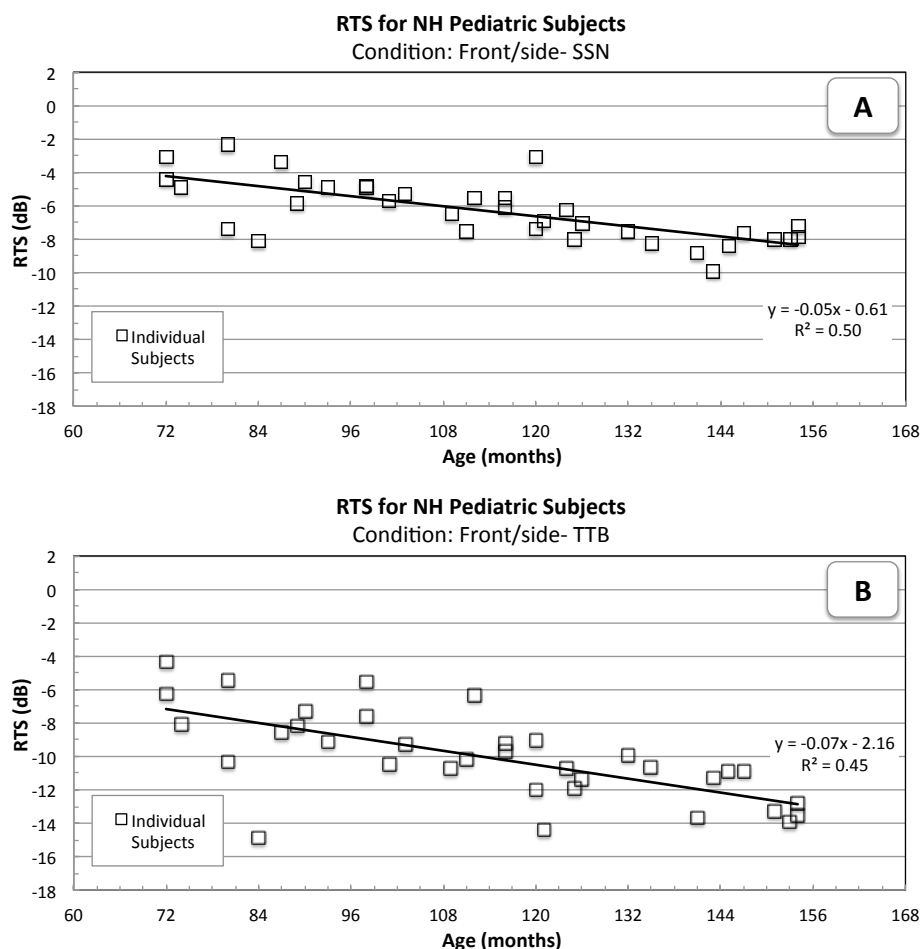 RTS for NH Pediatric Subjects
Condition: Front/side- SSN
A
RTS (dB)
2
0
-2
-4
-6
-8
-10
-12
-14
-16
-18
y = -0.05x - 0.61
R² = 0.50
Individual
Subjects
60 72 84 96 108 120 132 144 156 168
Age (months)
RTS for NH Pediatric Subjects
Condition: Front/side- TTB
B
RTS (dB)
2
0
-2
-4
-6
-8
-10
-12
-14
-16
-18
y = -0.07x - 2.16
R² = 0.45
Individual
Subjects
60 72 84 96 108 120 132 144 156 168
Age (months)